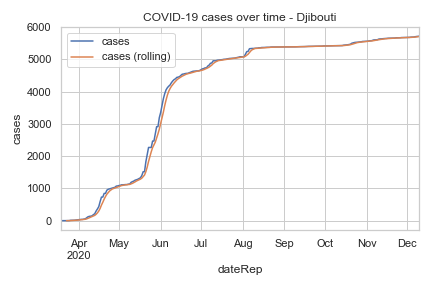 COVID-19 cases over time - Djibouti
cases
cases (rolling)
6000
5000
4000
3000
2000
1000
0
cases
Apr May Jun Jul Aug Sep Oct Nov Dec
2020
dateRep